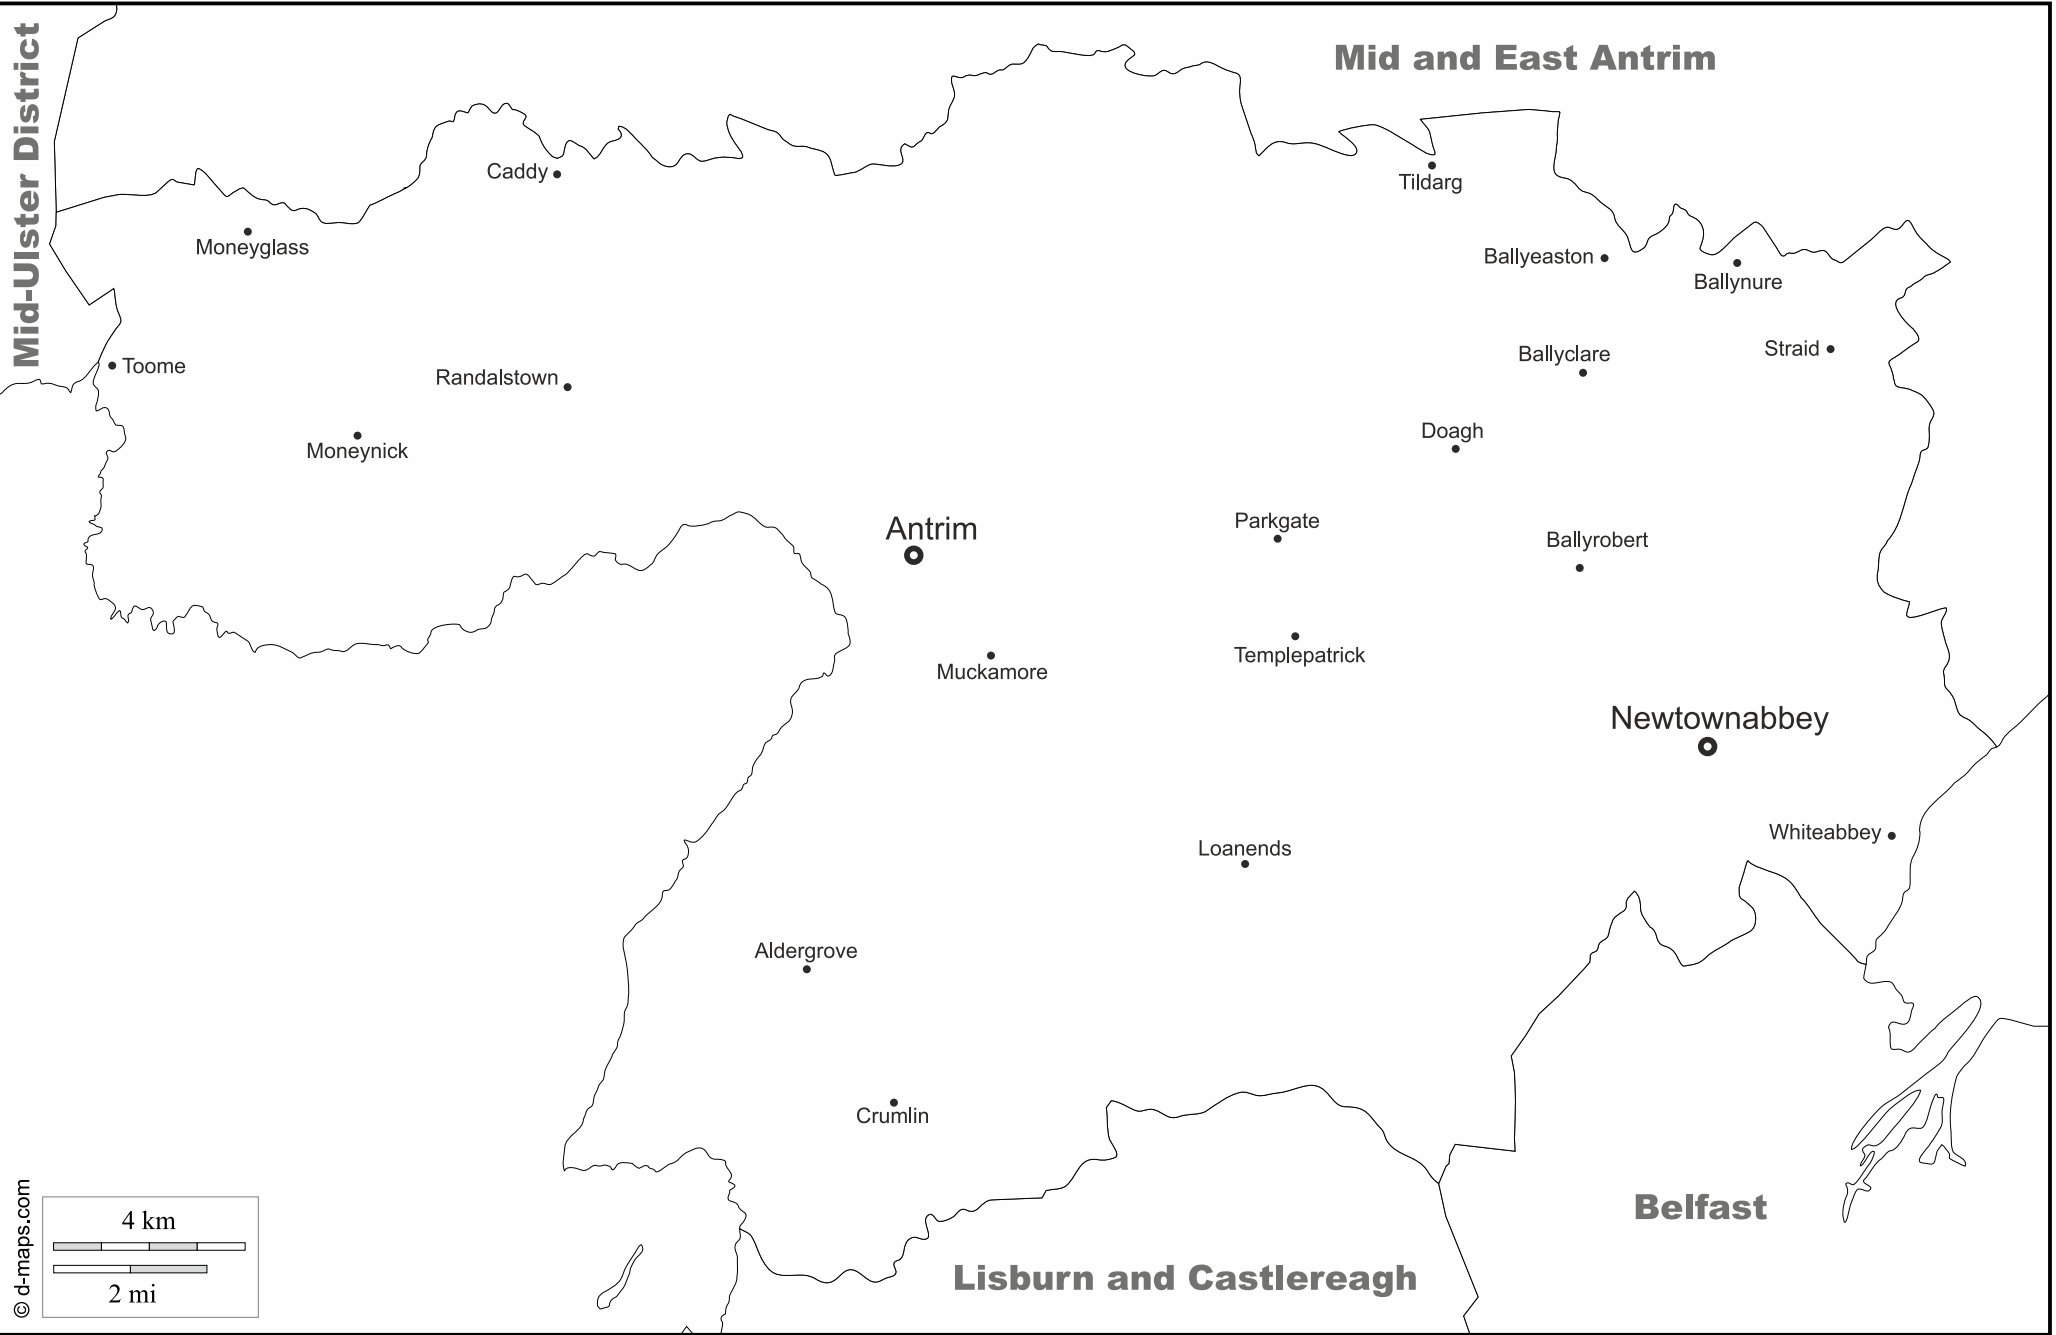 Mid-Ulster District
Mid and East Antrim
Caddy
Tildarg
Moneyglass
Ballyeaston
Ballynure
Toome
Randalstown
Ballyclare
Straid
Moneynick
Doagh
Antrim
Parkgate
Ballyrobert
Muckamore
Templepatrick
Newtownabbey
Whiteabbey
Loanends
Aldergrove
Crumlin
Belfast
Lisburn and Castlereagh
4 km
2 mi
© d-maps.com